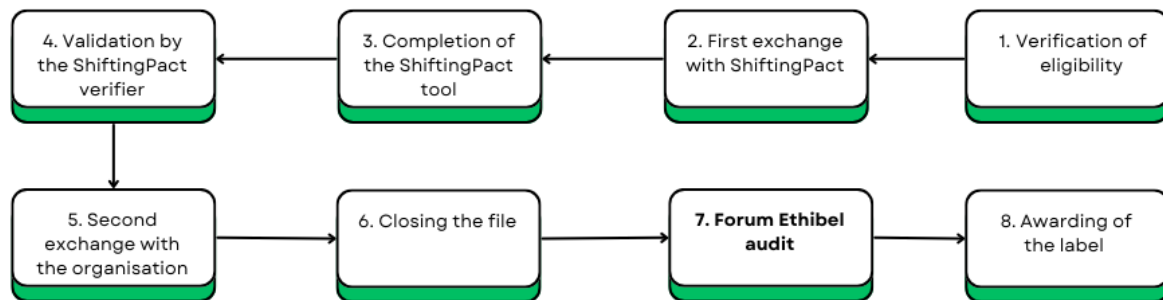 1. Verification of
eligibility
2. First exchange
with ShiftingPact
3. Completion of
the ShiftingPact
tool
4. Validation by
the ShiftingPact
verifier
5. Second
exchange with
the organisation
6. Closing the file
7. Forum Ethibel
audit
8. Awarding of
the label